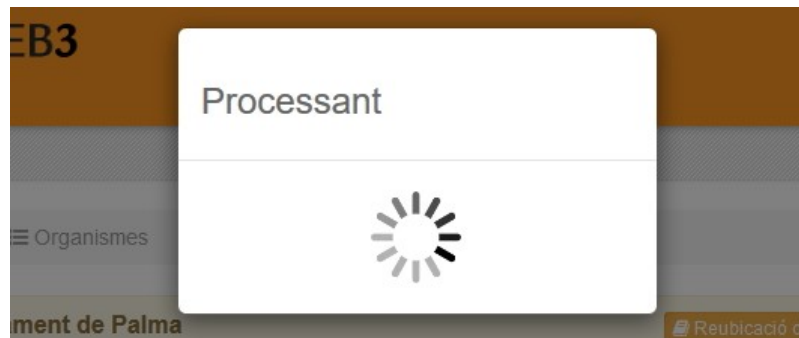 EB3
Processant
Organismes
ament de Palma
Reubicació